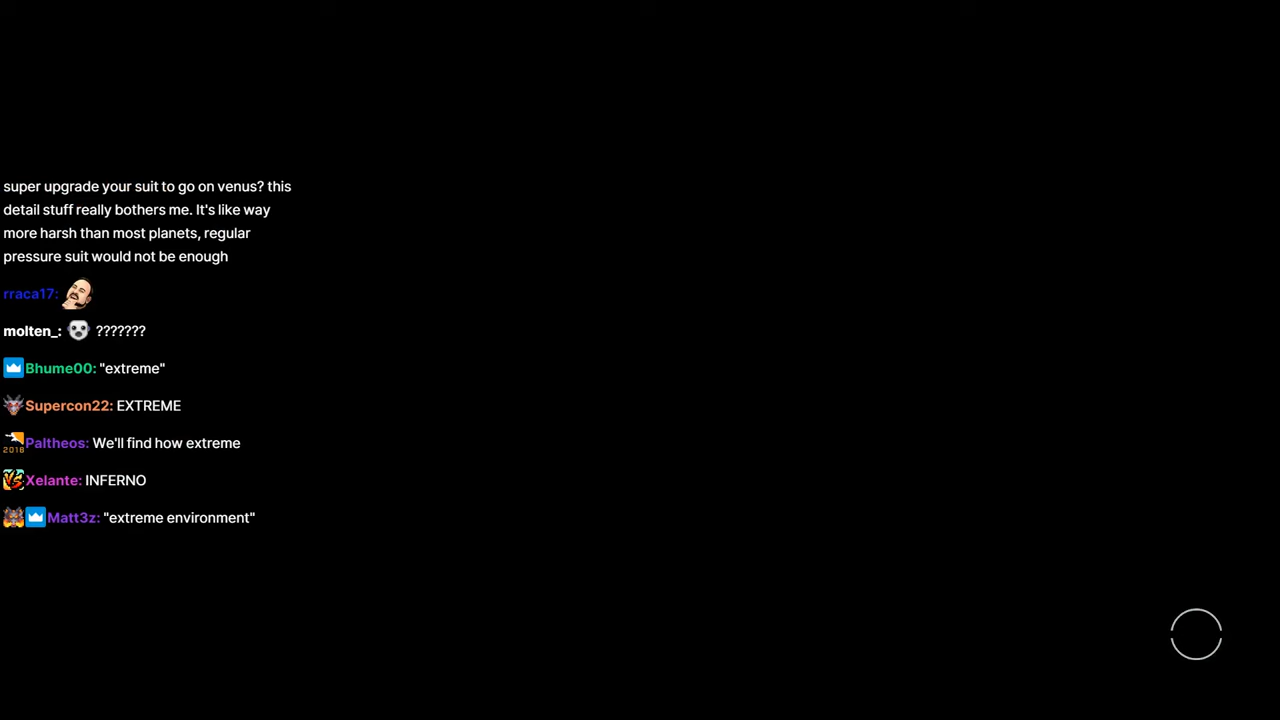 super upgrade your suit to go on venus? this
detail stuff really bothers me. It's like way
more harsh than most planets, regular
pressure suit would not be enough
rraca17:
molten_: ???????
Bhume00: "extreme"
Supercon22: EXTREME
2018 Paltheos: We'll find how extreme
VS Xelante: INFERNO
Matt3z: "extreme environment"